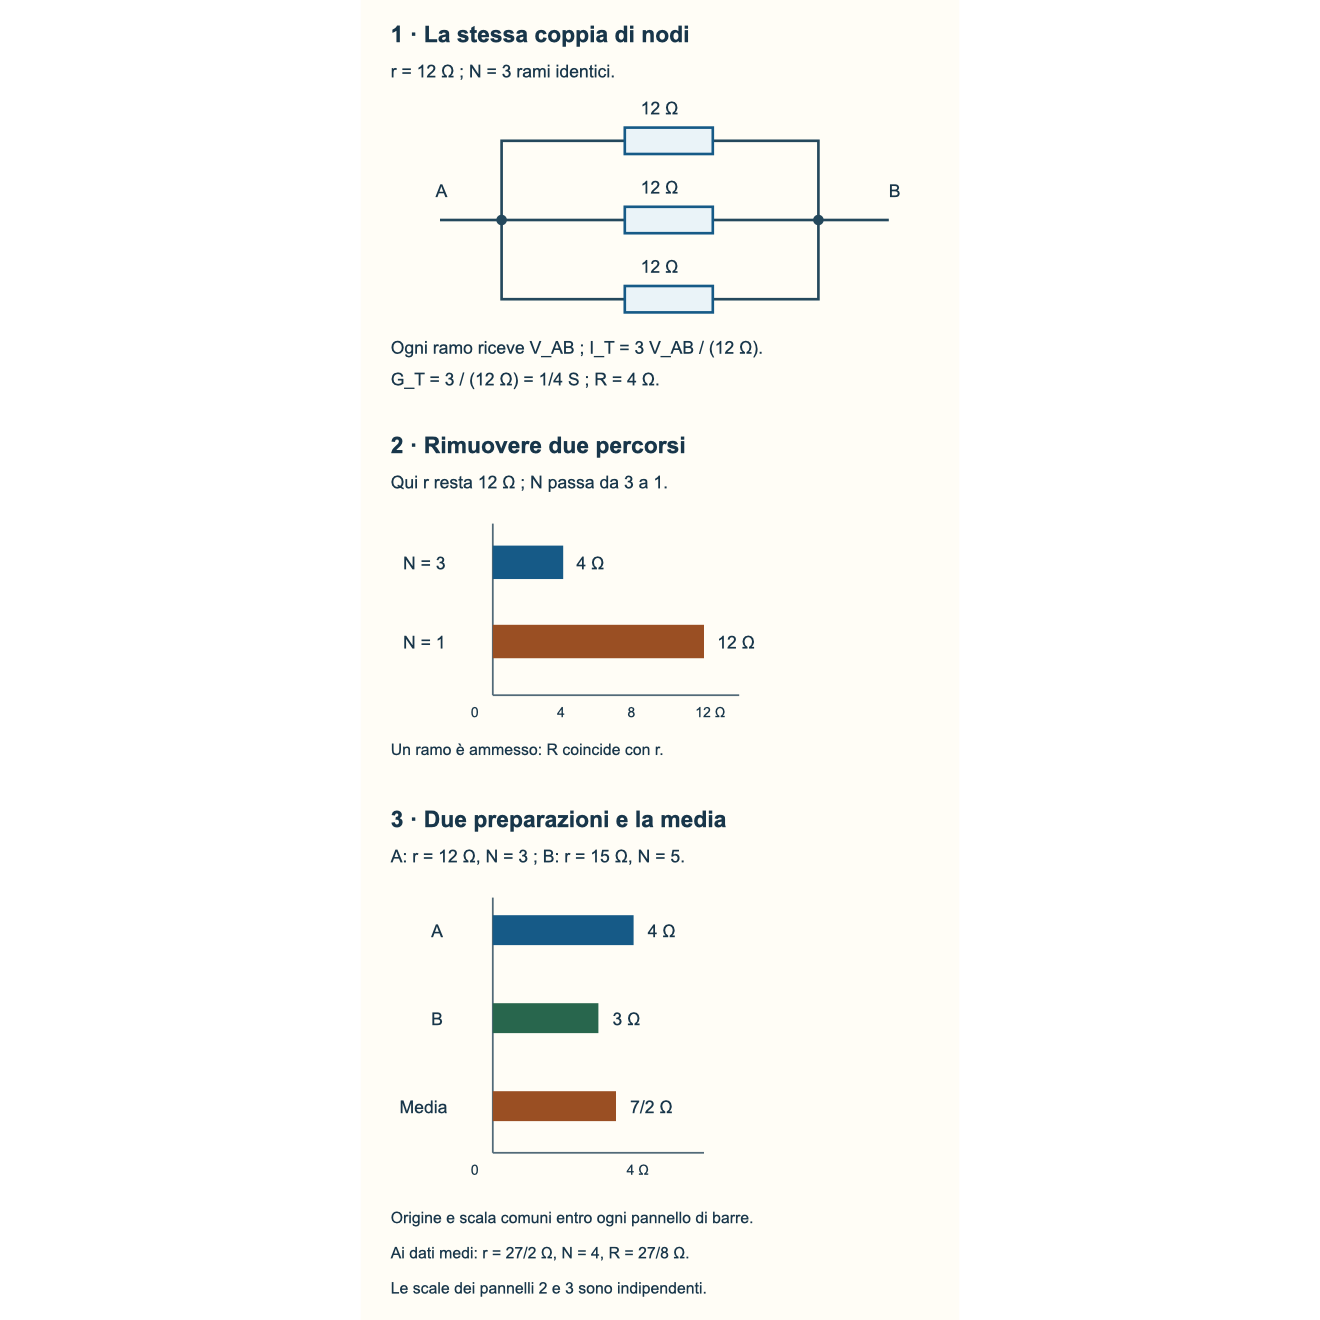 1 · La stessa coppia di nodi
r = 12 Ω ; N = 3 rami identici.
12 Ω
A
12 Ω
B
12 Ω
Ogni ramo riceve V_AB ; I_T = 3 V_AB / (12 Ω).
G_T = 3 / (12 Ω) = 1/4 S ; R = 4 Ω.
2 · Rimuovere due percorsi
Qui r resta 12 Ω ; N passa da 3 a 1.
N = 3 4 Ω
N = 1 12 Ω
0 4 8 12 Ω
Un ramo è ammesso: R coincide con r.
3 · Due preparazioni e la media
A: r = 12 Ω, N = 3 ; B: r = 15 Ω, N = 5.
A 4 Ω
B 3 Ω
Media 7/2 Ω
0 4 Ω
Origine e scala comuni entro ogni pannello di barre.
Ai dati medi: r = 27/2 Ω, N = 4, R = 27/8 Ω.
Le scale dei pannelli 2 e 3 sono indipendenti.